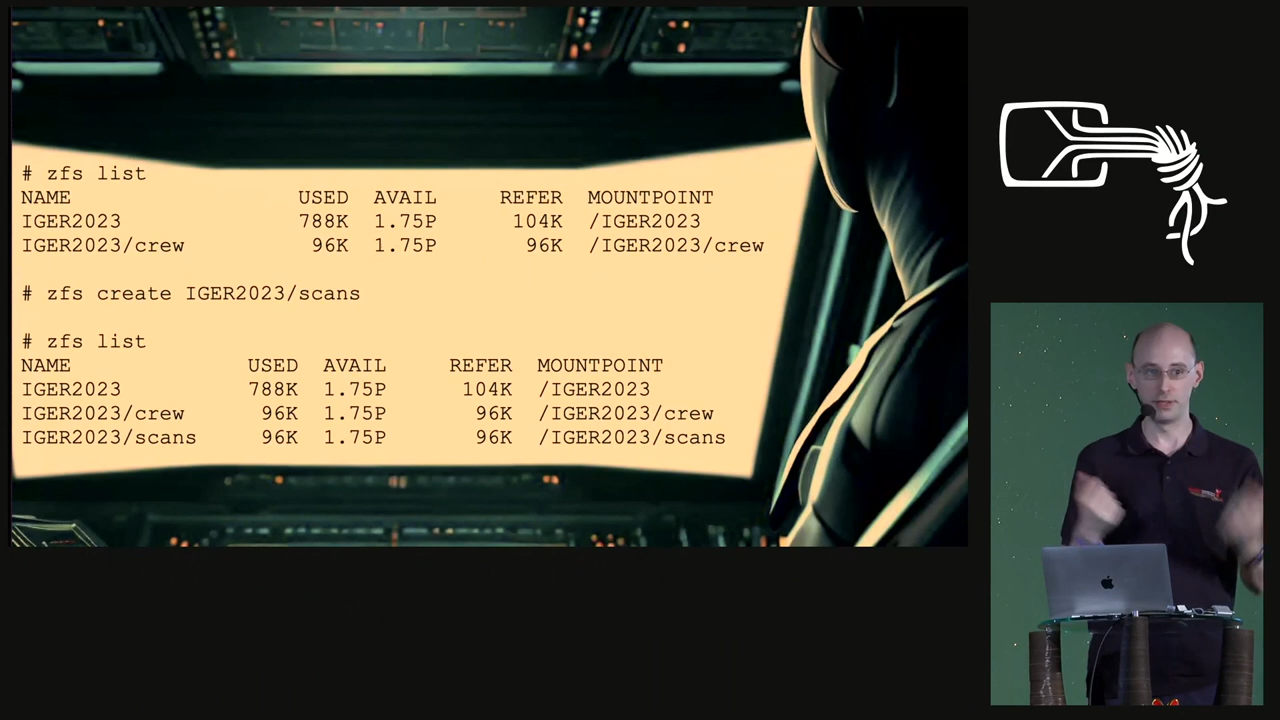 # zfs list
NAME USED AVAIL REFER MOUNTPOINT
IGER2023 788K 1.75P 104K /IGER2023
IGER2023/crew 96K 1.75P 96K /IGER2023/crew
# zfs create IGER2023/scans
# zfs list
NAME USED AVAIL REFER MOUNTPOINT
IGER2023 788K 1.75P 104K /IGER2023
IGER2023/crew 96K 1.75P 96K /IGER2023/crew
IGER2023/scans 96K 1.75P 96K /IGER2023/scans